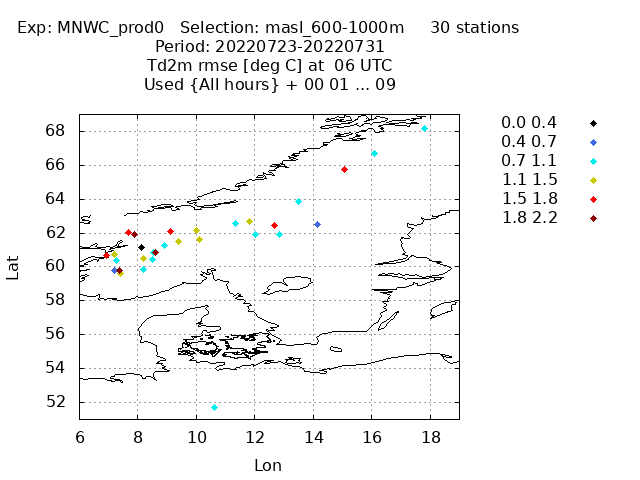 Exp: MNWC_prod0 Selection: masl_600-1000m 30 stations
Period: 20220723-20220731
Td2m rmse [deg C] at 06 UTC
Used {All hours} + 00 01 ... 09
0.0 0.4
0.4 0.7
0.7 1.1
1.1 1.5
1.5 1.8
1.8 2.2
68
66
64
62
60
58
56
54
52
Lat
6 8 10 12 14 16 18
Lon